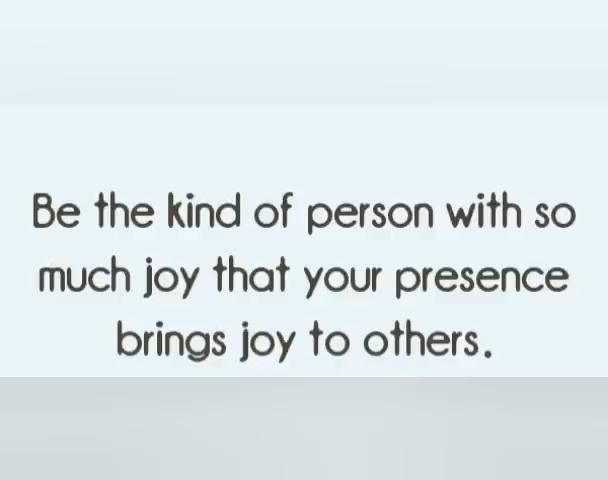 Be the kind of person with so
much joy that your presence
brings joy to others.